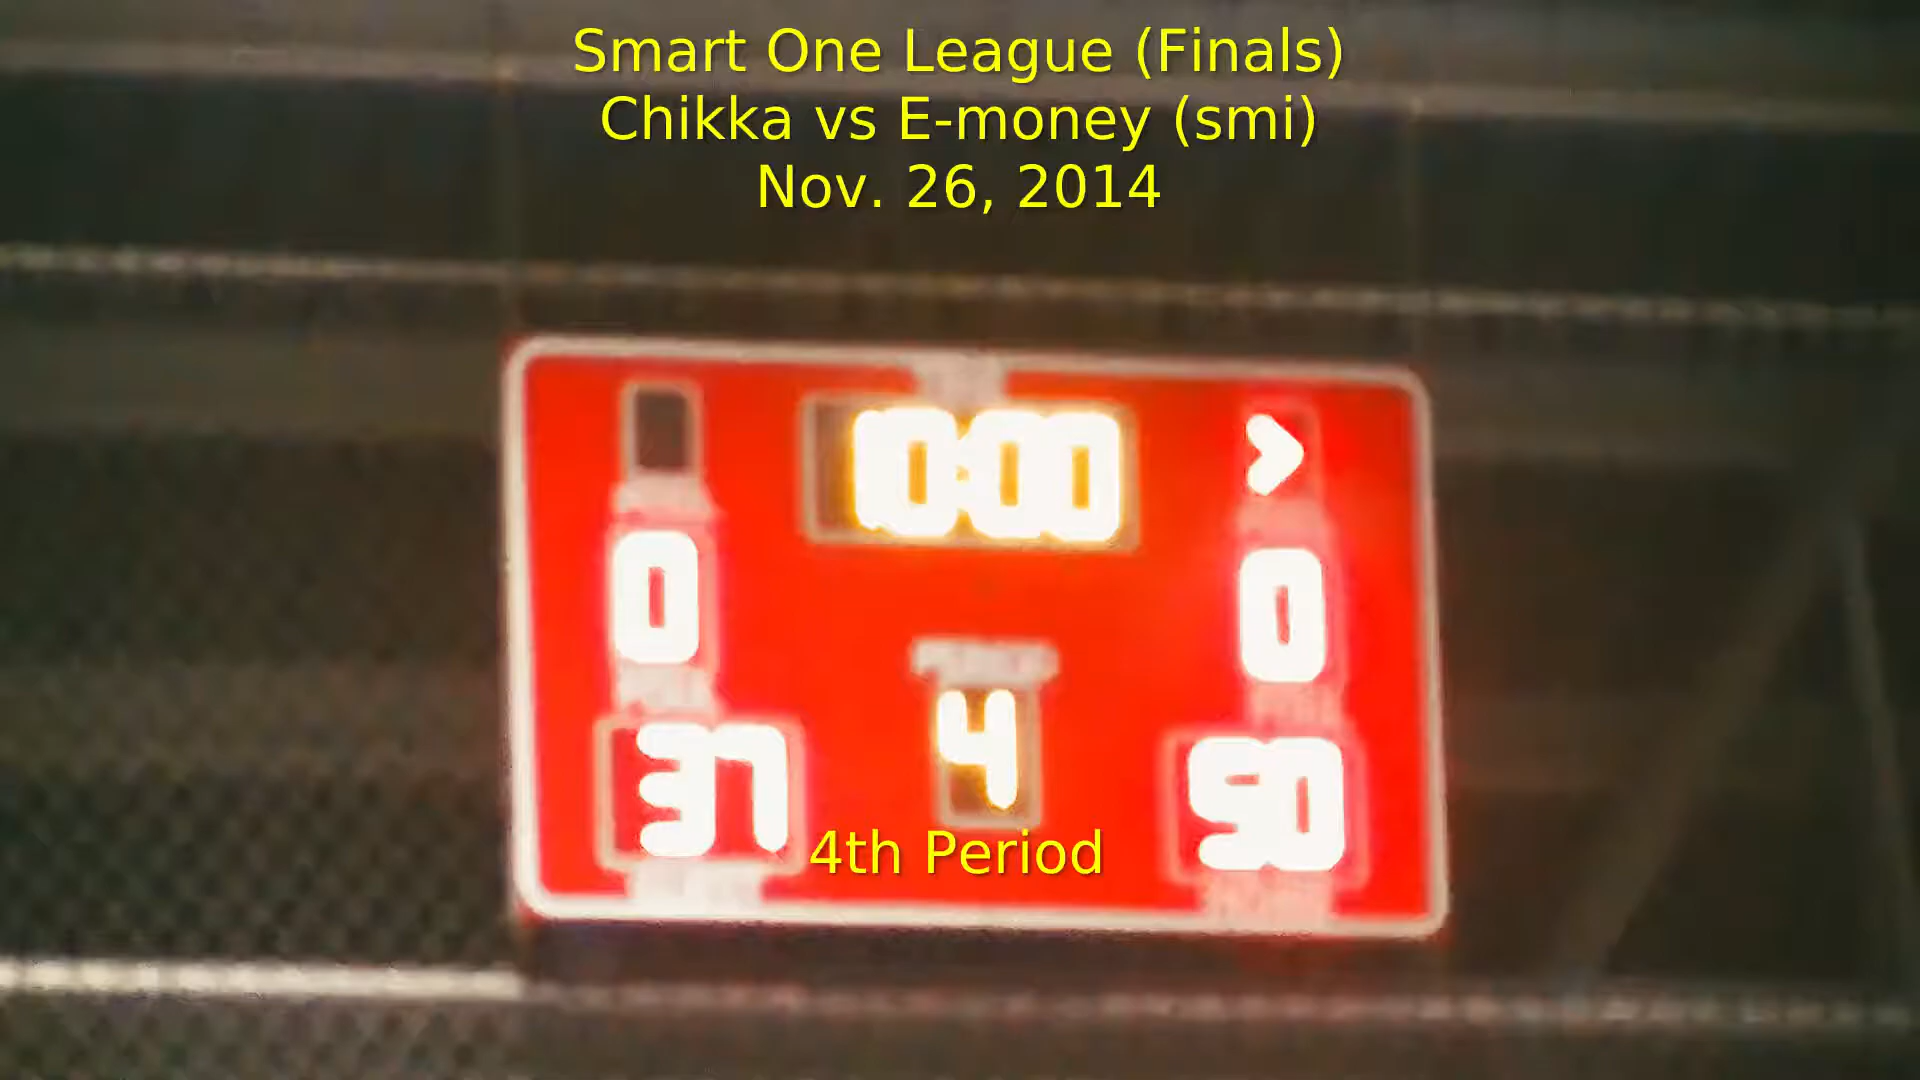 Smart One League (Finals)
Chikka vs E-money (smi)
Nov. 26, 2014
10:00
>
0 0
4
37 50
4th Period